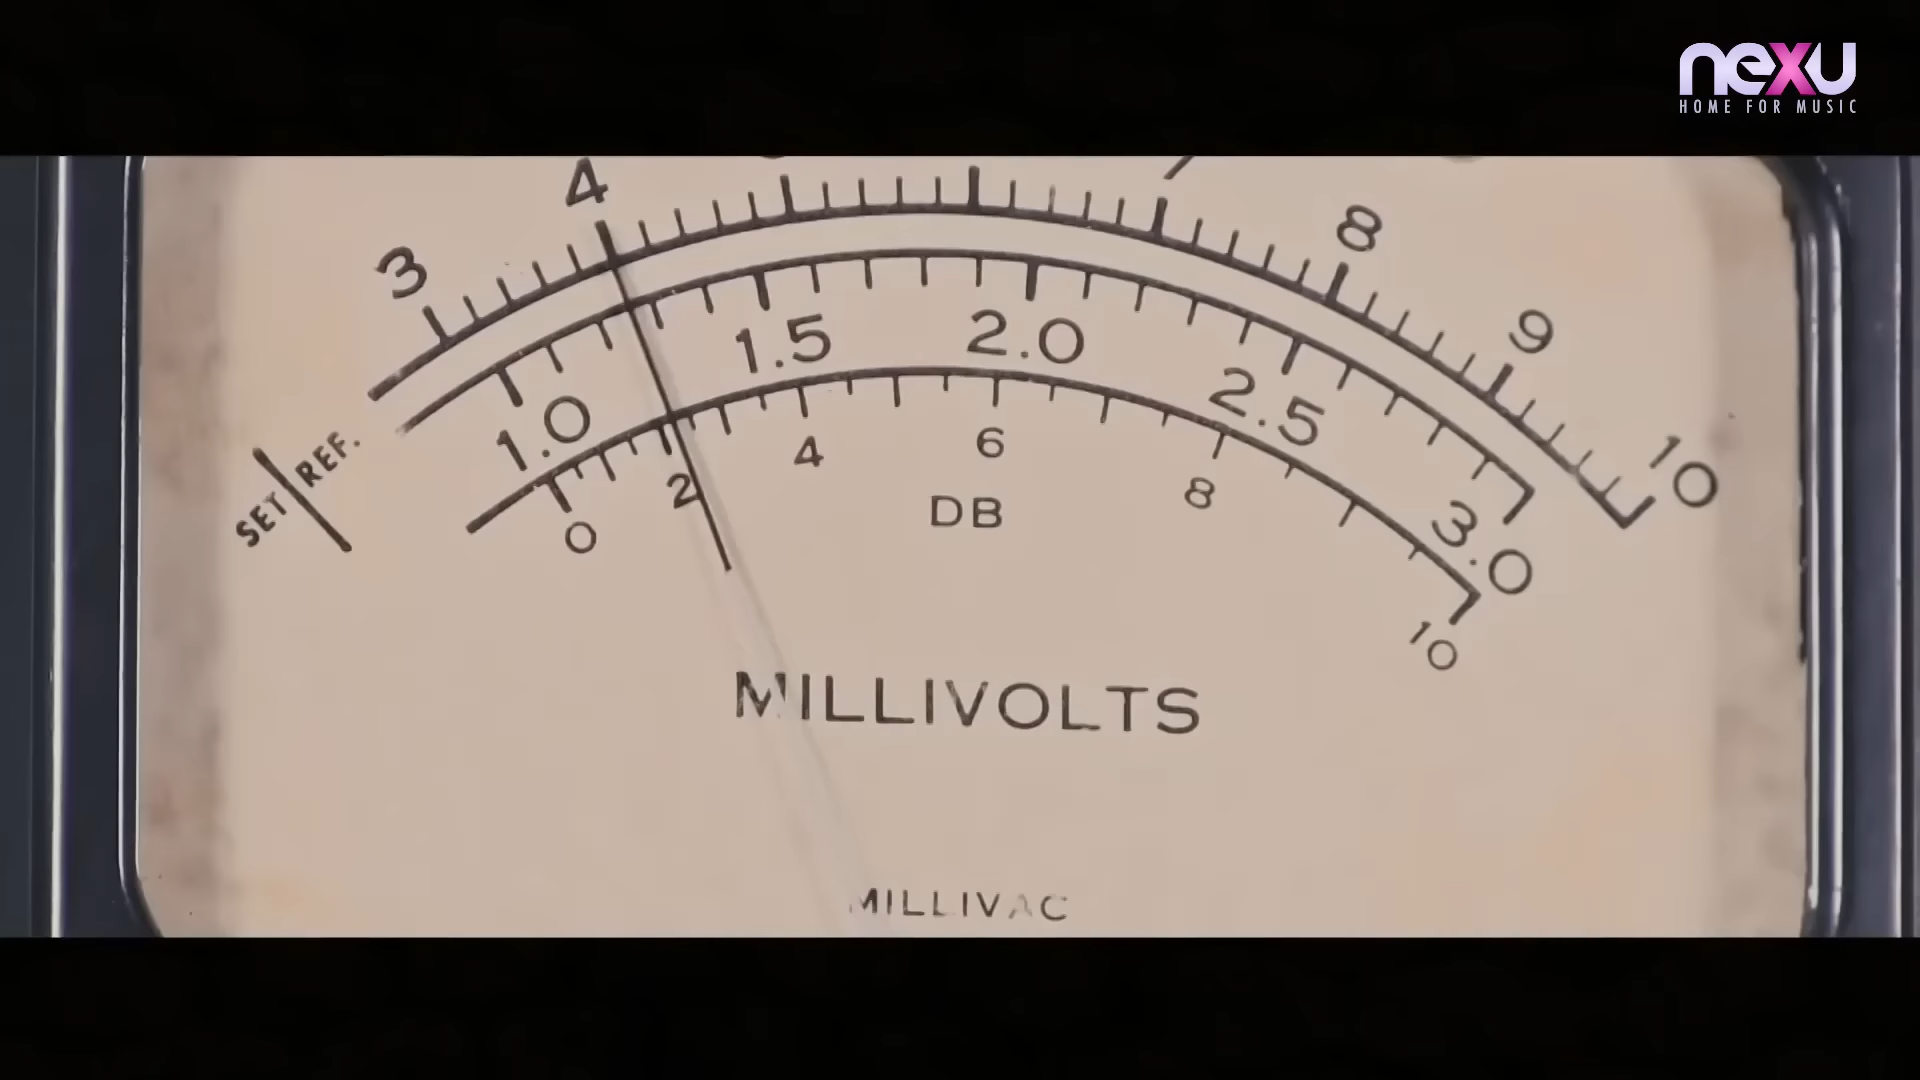 nexu
HOME FOR MUSIC
3 4 8 9 10
1.0 1.5 2.0 2.5 3.0
SET REF.
0 2 4 6 8 10
DB
MILLIVOLTS
MILLIVAC